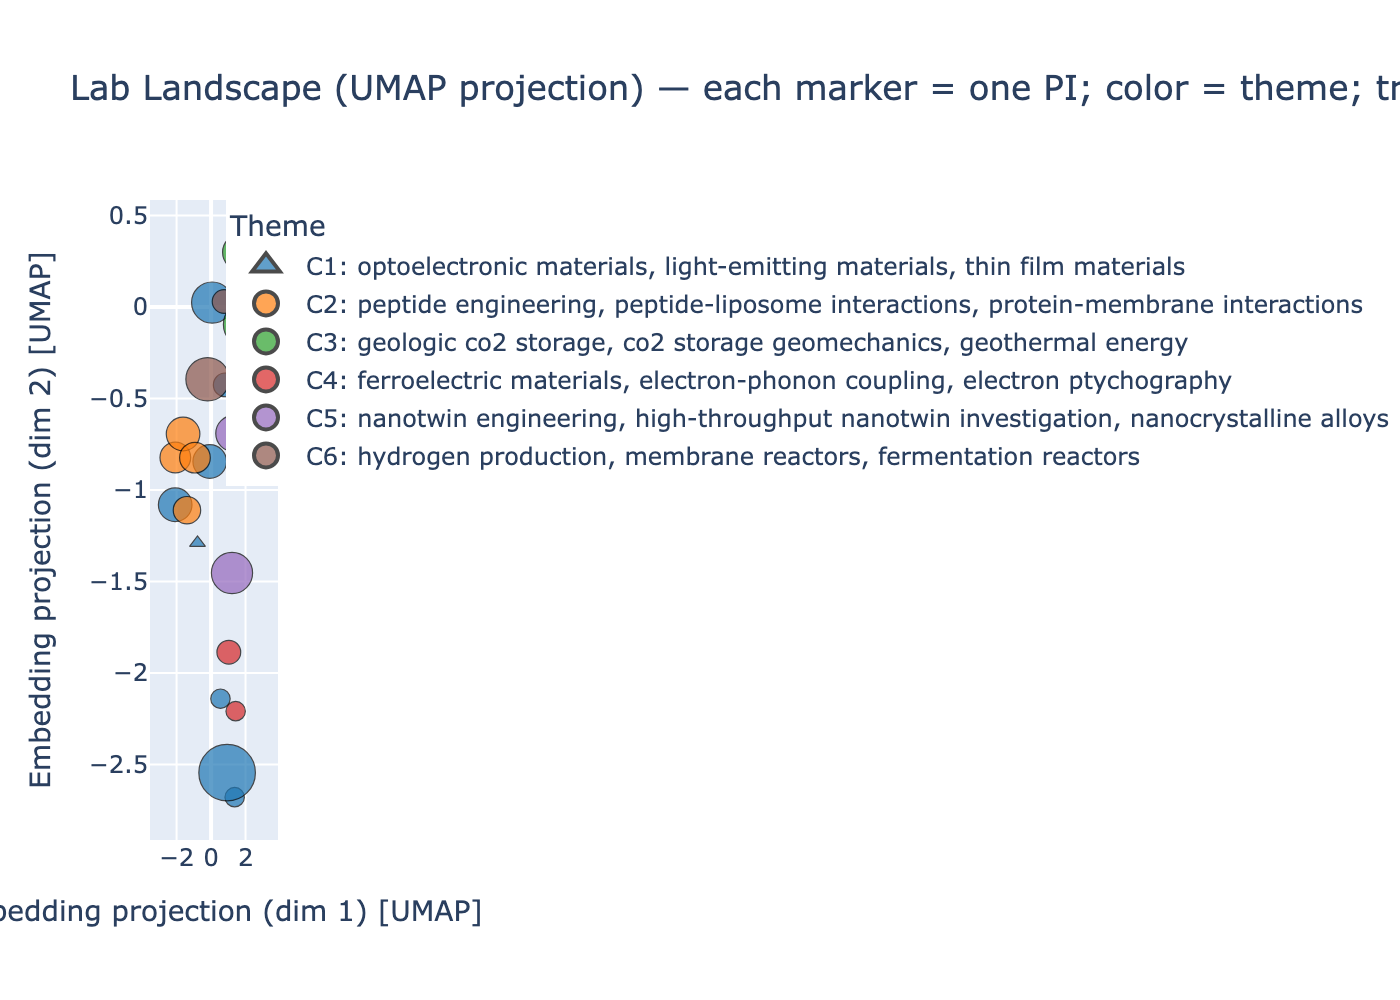 Lab Landscape (UMAP projection) — each marker = one PI; color = theme; tr
0.5
0
−0.5
−1
−1.5
−2
−2.5
Embedding projection (dim 2) [UMAP]
Theme
C1: optoelectronic materials, light-emitting materials, thin film materials
C2: peptide engineering, peptide-liposome interactions, protein-membrane interactions
C3: geologic co2 storage, co2 storage geomechanics, geothermal energy
C4: ferroelectric materials, electron-phonon coupling, electron ptychography
C5: nanotwin engineering, high-throughput nanotwin investigation, nanocrystalline alloys
C6: hydrogen production, membrane reactors, fermentation reactors
−2 0 2
bedding projection (dim 1) [UMAP]